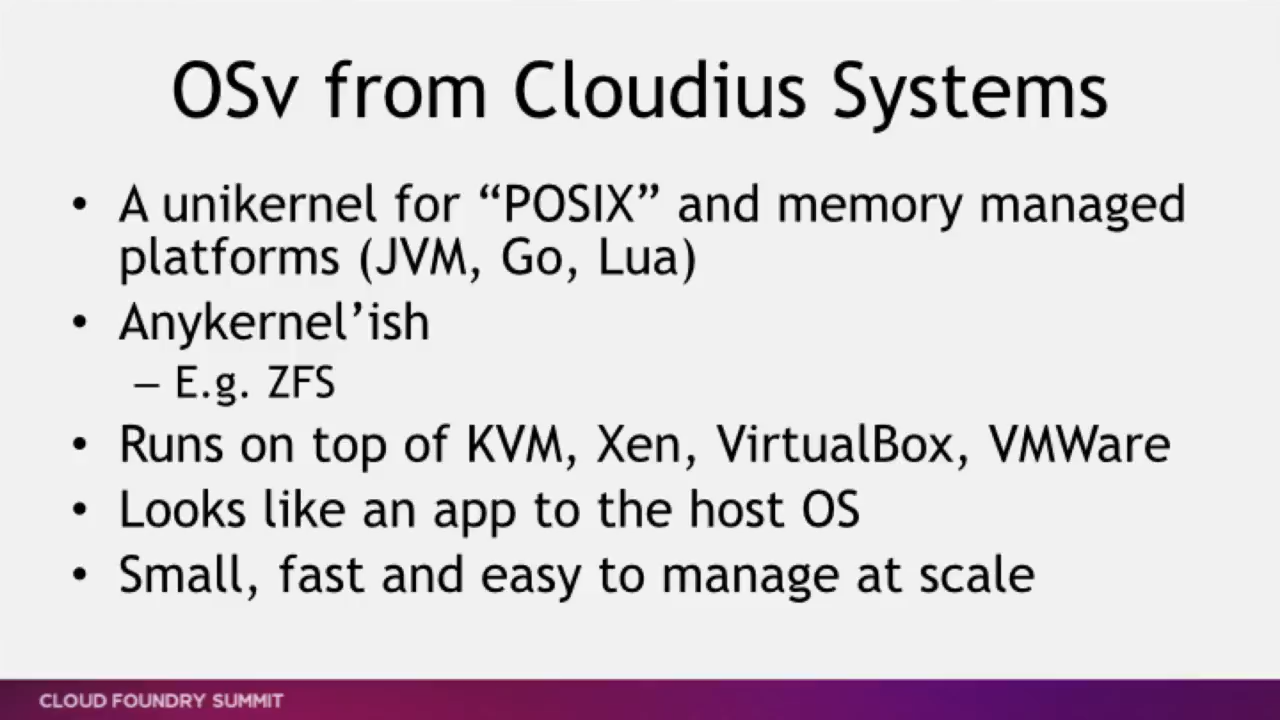 OSv from Cloudius Systems
• A unikernel for “POSIX” and memory managed
platforms (JVM, Go, Lua)
• Anykernel’ish
– E.g. ZFS
• Runs on top of KVM, Xen, VirtualBox, VMWare
• Looks like an app to the host OS
• Small, fast and easy to manage at scale
CLOUD FOUNDRY SUMMIT